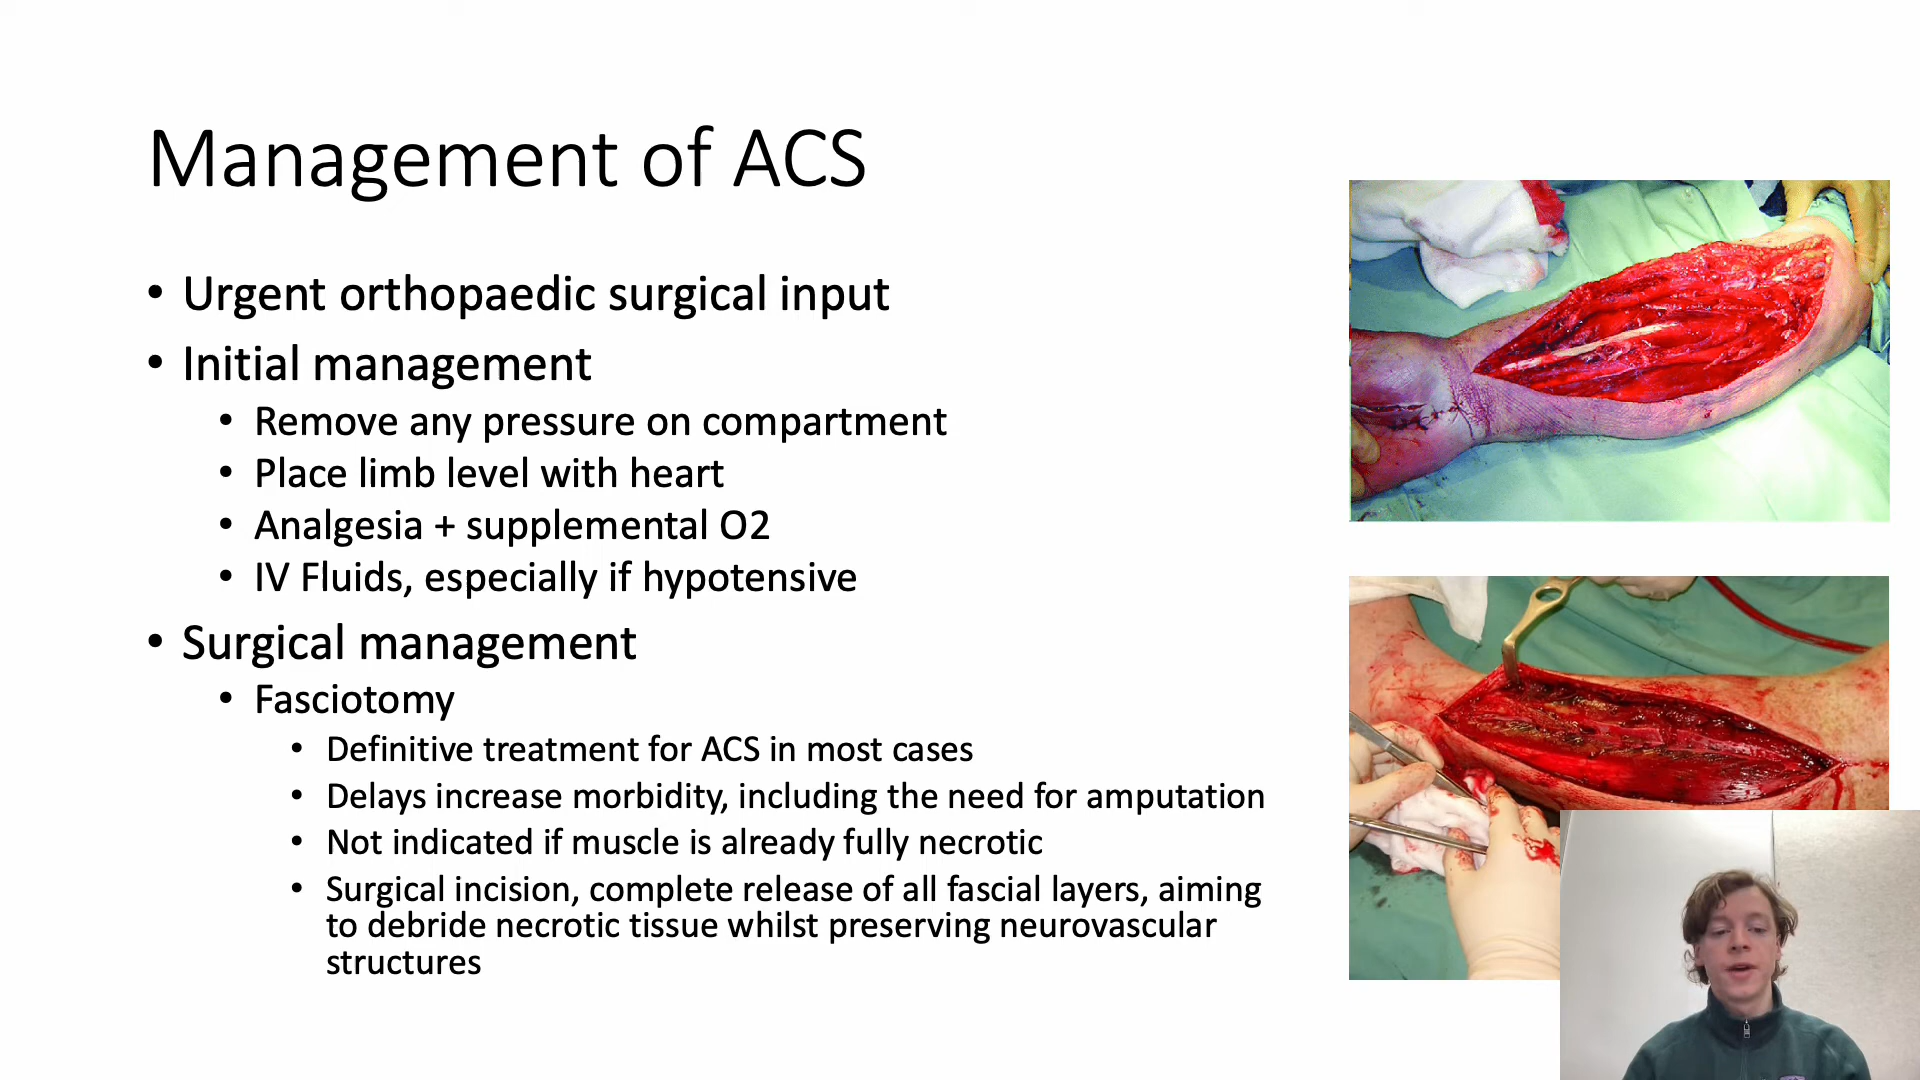 Management of ACS
• Urgent orthopaedic surgical input
• Initial management
• Remove any pressure on compartment
• Place limb level with heart
• Analgesia + supplemental O2
• IV Fluids, especially if hypotensive
• Surgical management
• Fasciotomy
• Definitive treatment for ACS in most cases
• Delays increase morbidity, including the need for amputation
• Not indicated if muscle is already fully necrotic
• Surgical incision, complete release of all fascial layers, aiming
to debride necrotic tissue whilst preserving neurovascular
structures